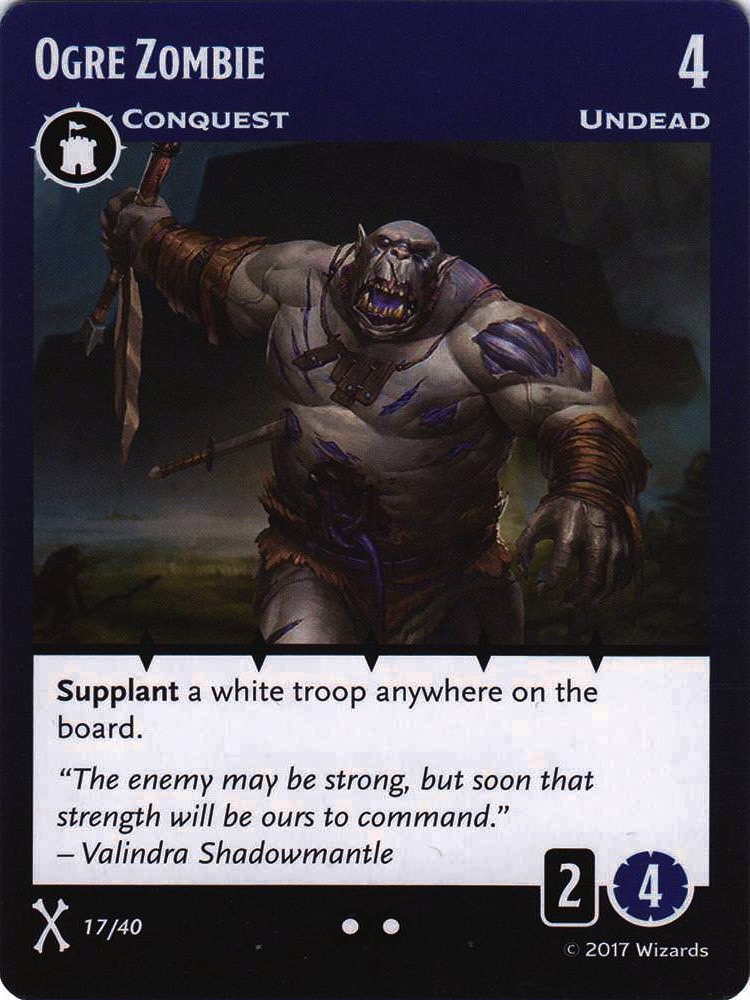 OGRE ZOMBIE 4
CONQUEST UNDEAD
Supplant a white troop anywhere on the
board.
“The enemy may be strong, but soon that
strength will be ours to command.”
– Valindra Shadowmantle
2 4
17/40
© 2017 Wizards